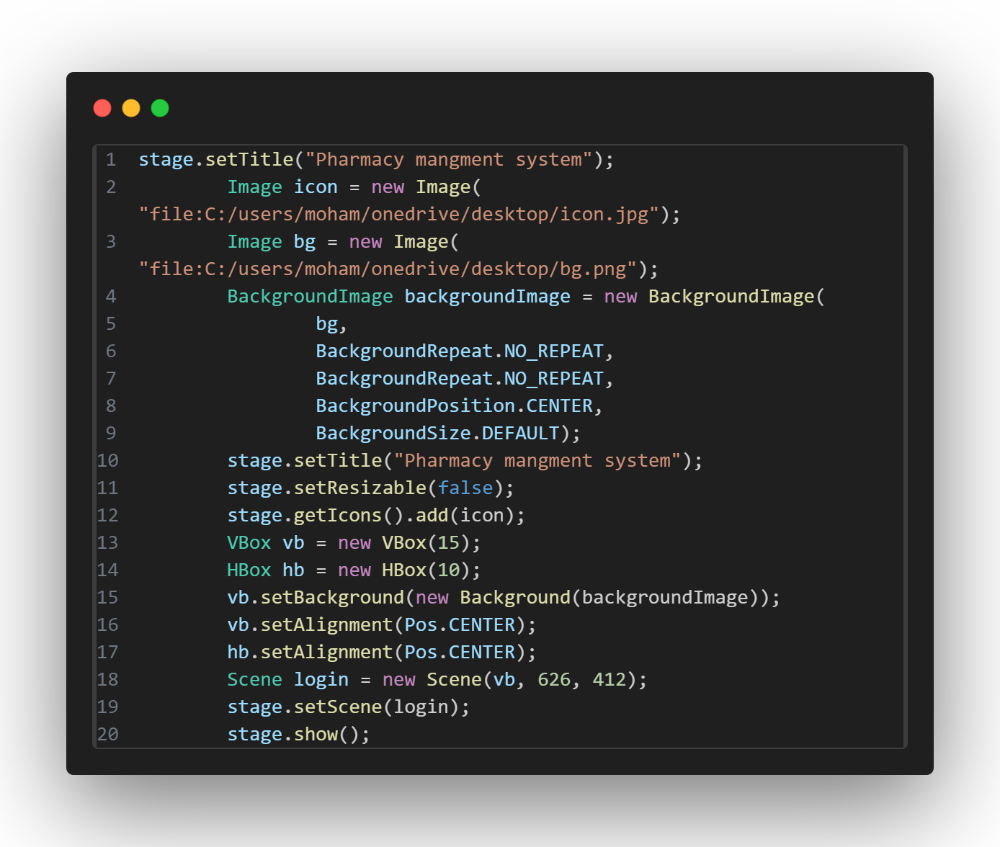 1 stage.setTitle("Pharmacy mangment system");
2         Image icon = new Image(
"file:C:/users/moham/onedrive/desktop/icon.jpg");
3         Image bg = new Image(
"file:C:/users/moham/onedrive/desktop/bg.png");
4         BackgroundImage backgroundImage = new BackgroundImage(
5                 bg,
6                 BackgroundRepeat.NO_REPEAT,
7                 BackgroundRepeat.NO_REPEAT,
8                 BackgroundPosition.CENTER,
9                 BackgroundSize.DEFAULT);
10         stage.setTitle("Pharmacy mangment system");
11         stage.setResizable(false);
12         stage.getIcons().add(icon);
13         VBox vb = new VBox(15);
14         HBox hb = new HBox(10);
15         vb.setBackground(new Background(backgroundImage));
16         vb.setAlignment(Pos.CENTER);
17         hb.setAlignment(Pos.CENTER);
18         Scene login = new Scene(vb, 626, 412);
19         stage.setScene(login);
20         stage.show();